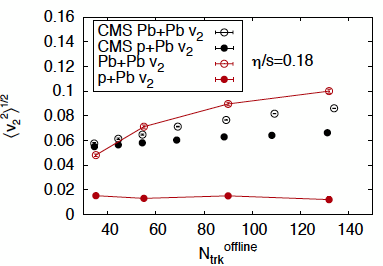 0.16
0.14
0.12
0.1
0.08
0.06
0.04
0.02
0
⟨v₂²⟩^1/2
CMS Pb+Pb v₂
CMS p+Pb v₂
Pb+Pb v₂
p+Pb v₂
η/s=0.18
40 60 80 100 120 140
N_trk^offline